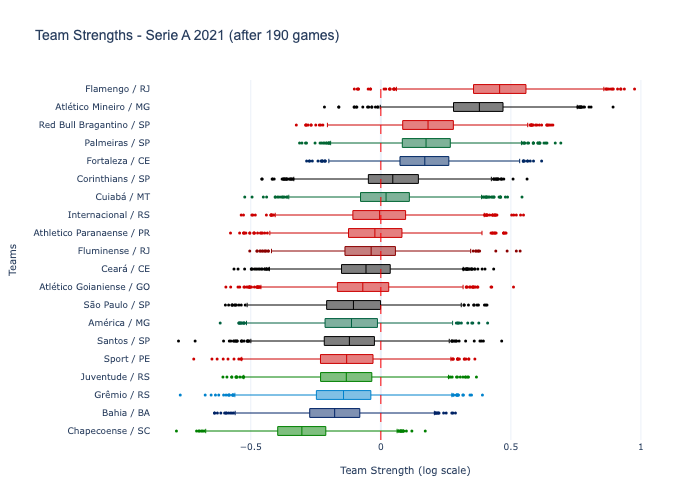 Team Strengths - Serie A 2021 (after 190 games)
Flamengo / RJ
Atlético Mineiro / MG
Red Bull Bragantino / SP
Palmeiras / SP
Fortaleza / CE
Corinthians / SP
Cuiabá / MT
Internacional / RS
Athletico Paranaense / PR
Fluminense / RJ
Ceará / CE
Atlético Goianiense / GO
São Paulo / SP
América / MG
Santos / SP
Sport / PE
Juventude / RS
Grêmio / RS
Bahia / BA
Chapecoense / SC
Teams
−0.5 0 0.5 1
Team Strength (log scale)